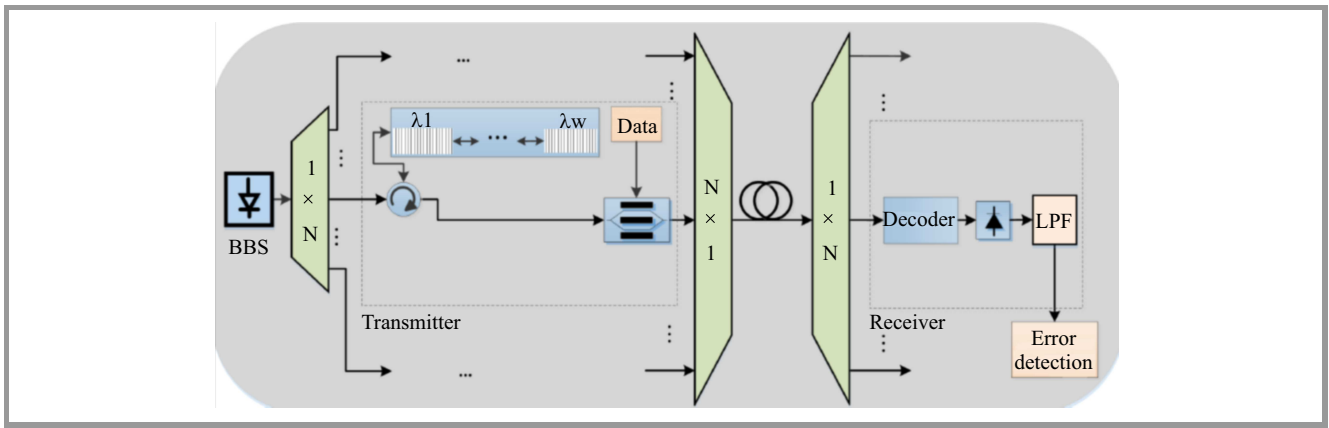 ...
λ1
...
λw
Data
1
×
N
BBS
N
×
1
1
×
N
Decoder
LPF
Transmitter
Receiver
Error
detection
...